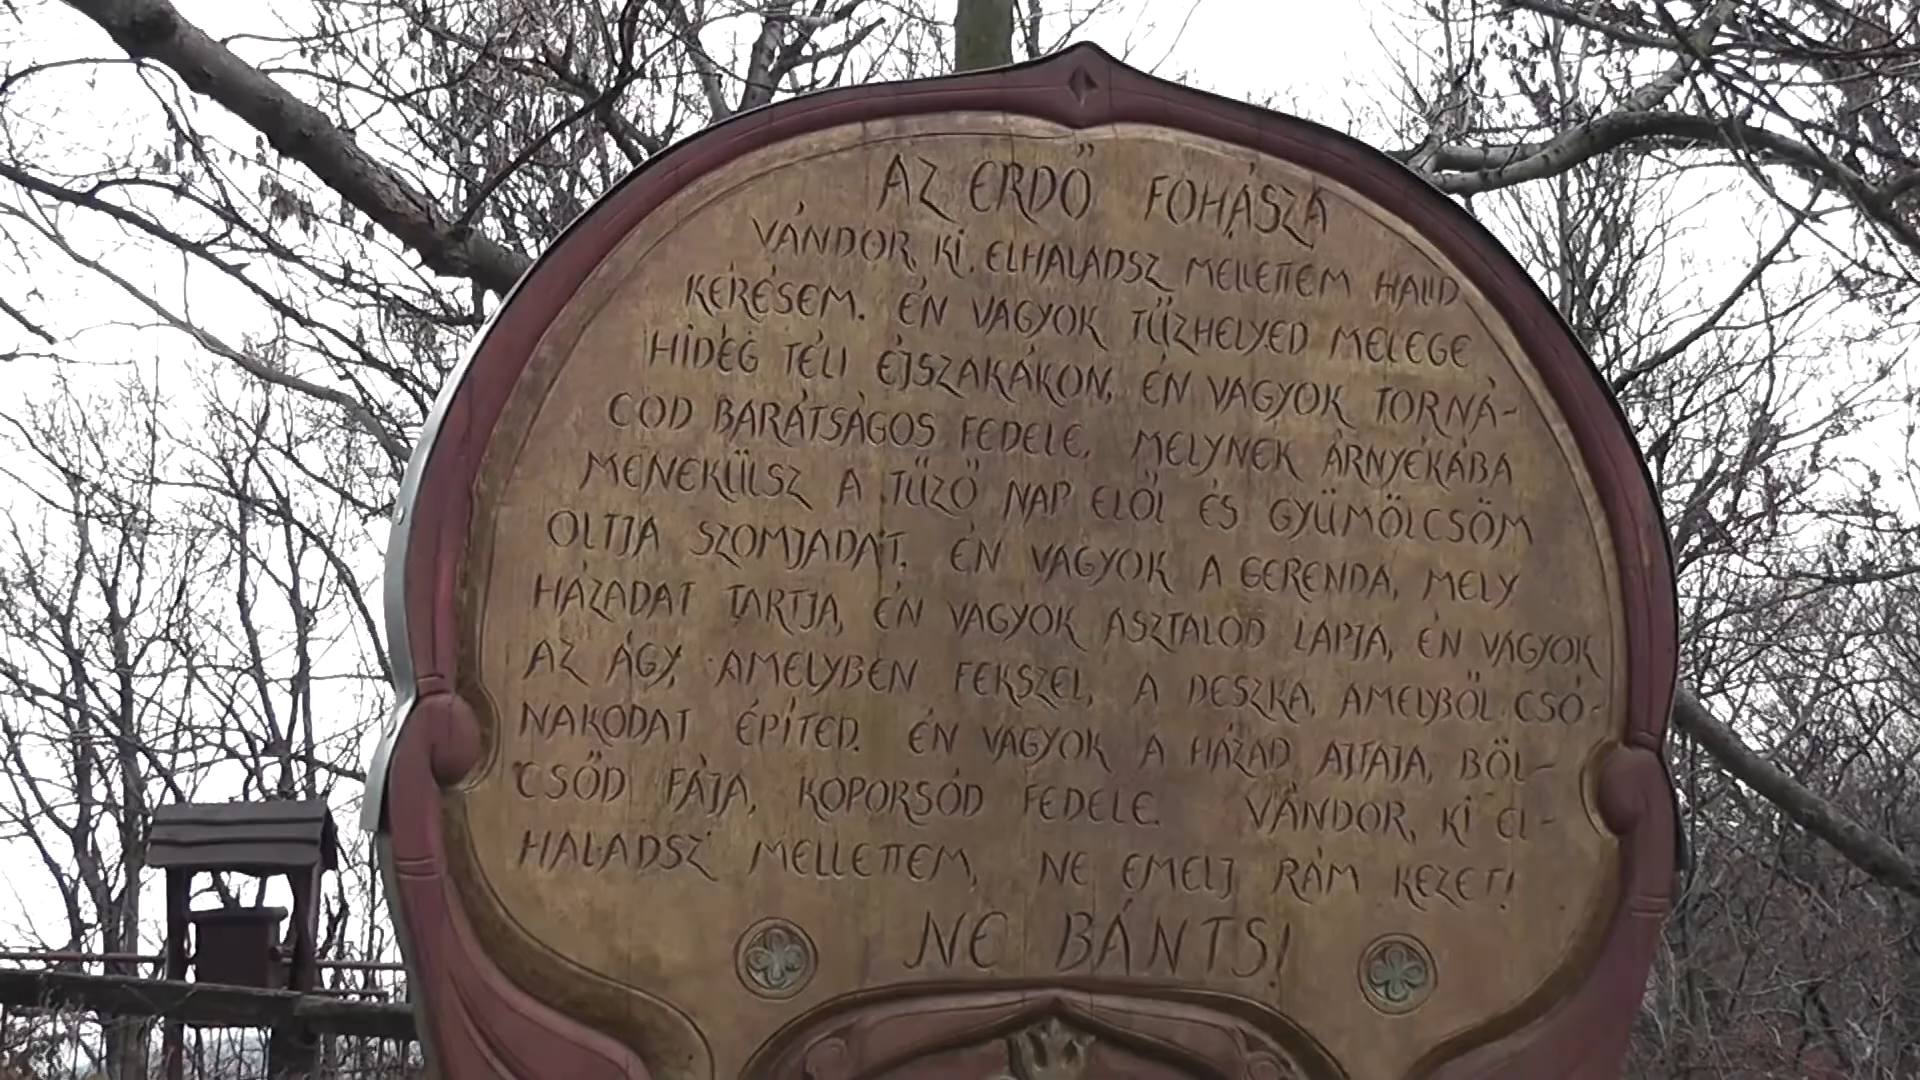 AZ ERDŐ FOHÁSZA
VÁNDOR, KI ELHALADSZ MELLETTEM HALLD
KÉRÉSEM. ÉN VAGYOK TŰZHELYED MELEGE
HIDEG TÉLI ÉJSZAKÁKON, ÉN VAGYOK TORNÁ-
COD BARÁTSÁGOS FEDELE, MELYNEK ÁRNYÉKÁBA
MENEKÜLSZ A TŰZŐ NAP ELŐL ÉS GYÜMÖLCSÖM
OLTJA SZOMJADAT, ÉN VAGYOK A GERENDA, MELY
HÁZADAT TARTJA, ÉN VAGYOK ASZTALOD LAPJA, ÉN VAGYOK
AZ ÁGY, AMELYBEN FEKSZEL, A DESZKA, AMELYBŐL CSÓ-
NAKODAT ÉPÍTED. ÉN VAGYOK A HÁZAD AJTAJA, BÖL-
CSŐD FÁJA, KOPORSÓD FEDELE. VÁNDOR, KI EL-
HALADSZ MELLETTEM, NE EMELJ RÁM KEZET!
NE BÁNTS!